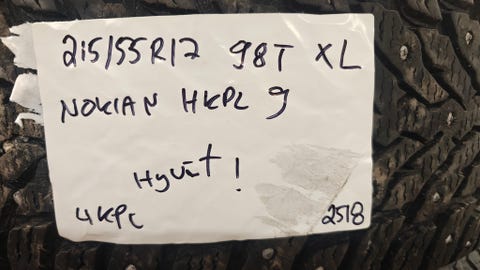 215/55R17 98T XL
NOKIAN HKPL 9
Hyvät!
4KPL 2518